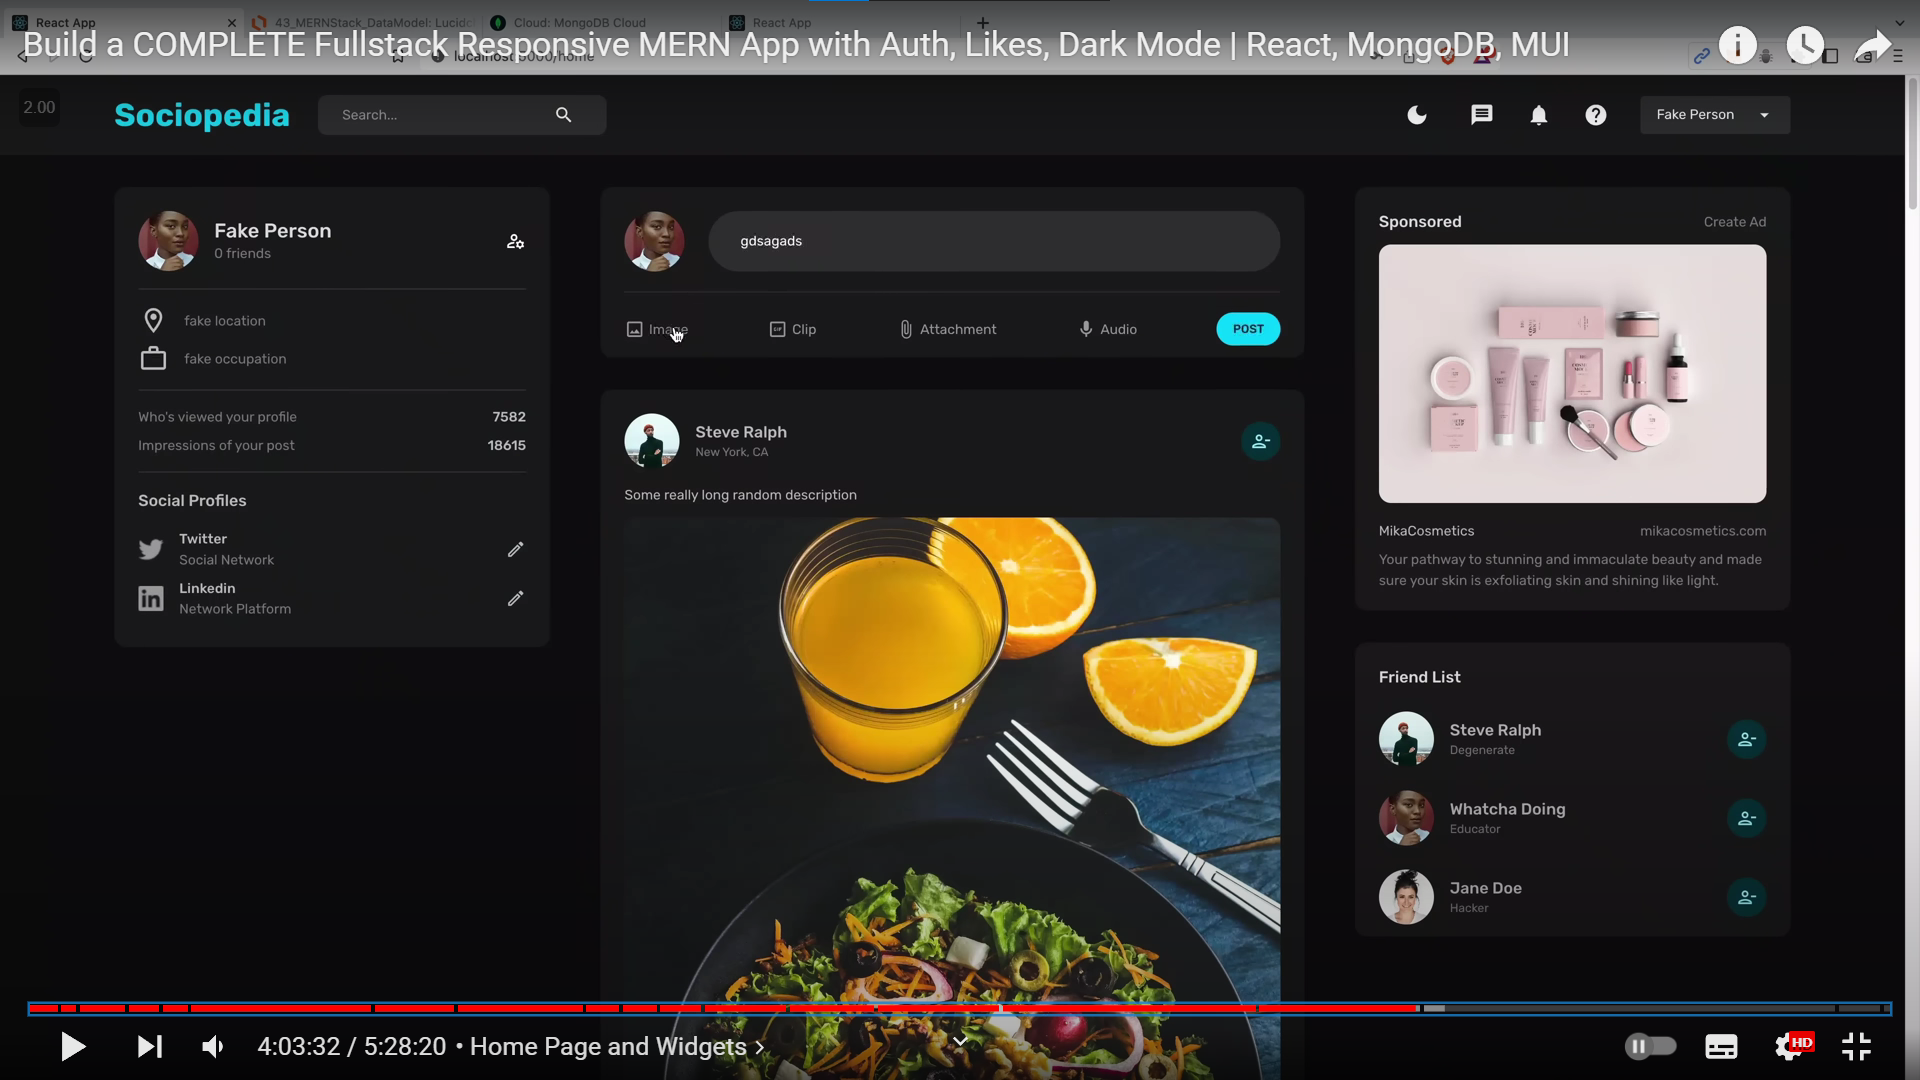 React App
43_MERNStack_DataModel: Lucidc
Cloud: MongoDB Cloud
React App
Build a COMPLETE Fullstack Responsive MERN App with Auth, Likes, Dark Mode | React, MongoDB, MUI
localhost:3000/home
2.00
Sociopedia
Search...
Fake Person
Fake Person
0 friends
fake location
fake occupation
Who's viewed your profile 7582
Impressions of your post 18615
Social Profiles
Twitter
Social Network
Linkedin
Network Platform
gdsagads
Image Clip Attachment Audio POST
Steve Ralph
New York, CA
Some really long random description
Sponsored Create Ad
MikaCosmetics mikacosmetics.com
Your pathway to stunning and immaculate beauty and made
sure your skin is exfoliating skin and shining like light.
Friend List
Steve Ralph
Degenerate
Whatcha Doing
Educator
Jane Doe
Hacker
4:03:32 / 5:28:20 • Home Page and Widgets
HD